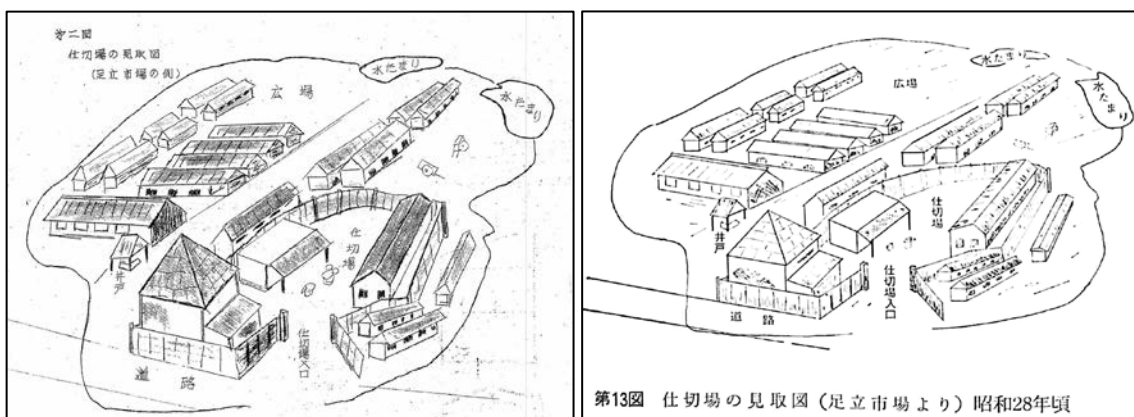 第二図
仕切場の見取図
(足立市場の例)
水たまり
水たまり
広場
仕切場
井戸
仕切場入口
道路
水たまり
水たまり
広場
仕切場
井戸
仕切場入口
道路
第13図 仕切場の見取図(足立市場より)昭和28年頃